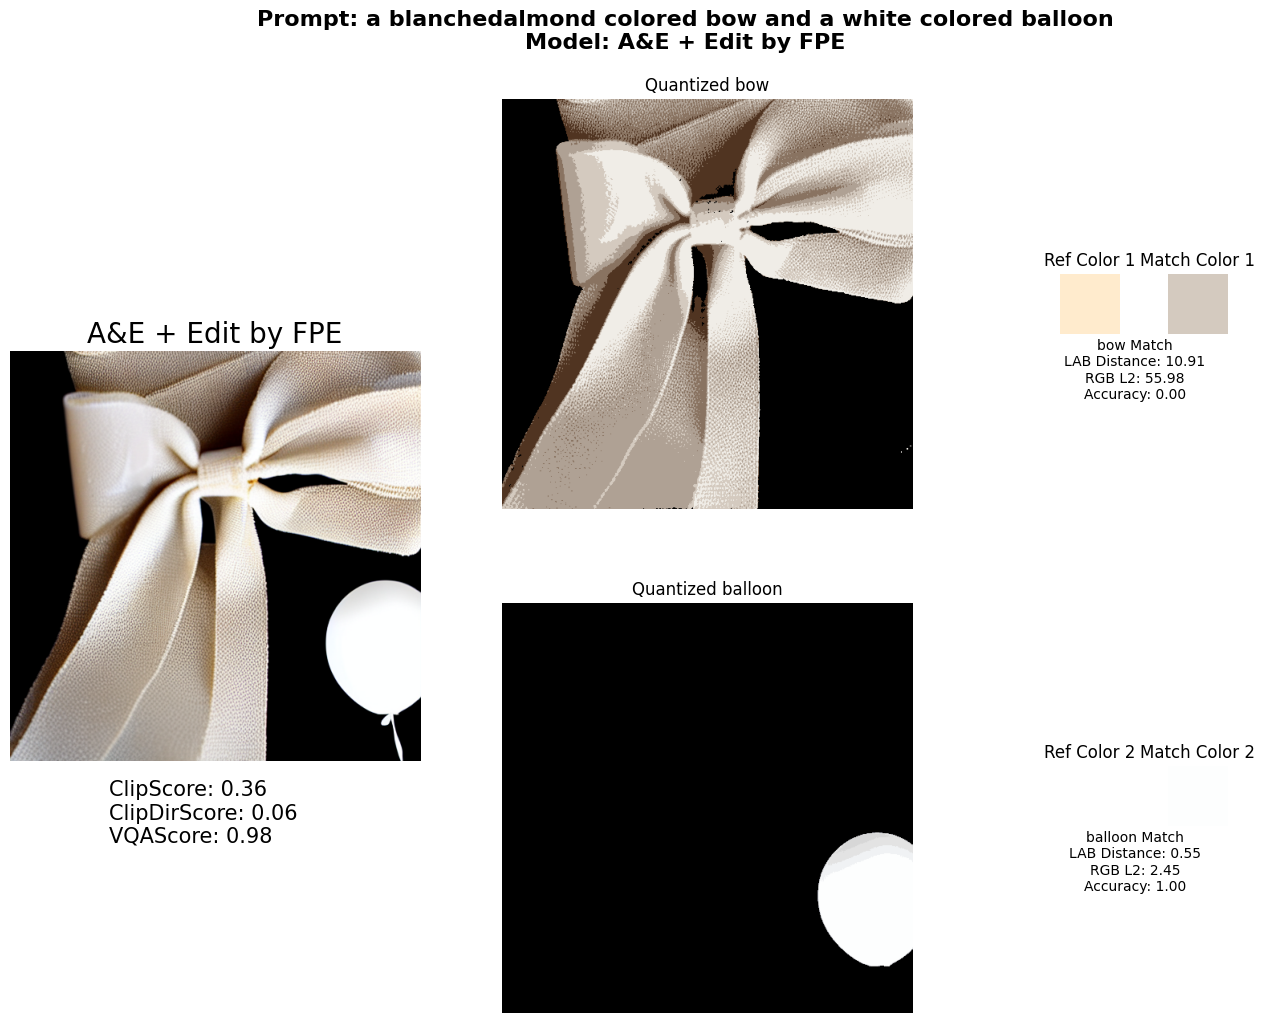 Prompt: a blanchedalmond colored bow and a white colored balloon
Model: A&E + Edit by FPE
Quantized bow
A&E + Edit by FPE
ClipScore: 0.36
ClipDirScore: 0.06
VQAScore: 0.98
Ref Color 1 Match Color 1
bow Match
LAB Distance: 10.91
RGB L2: 55.98
Accuracy: 0.00
Quantized balloon
Ref Color 2 Match Color 2
balloon Match
LAB Distance: 0.55
RGB L2: 2.45
Accuracy: 1.00